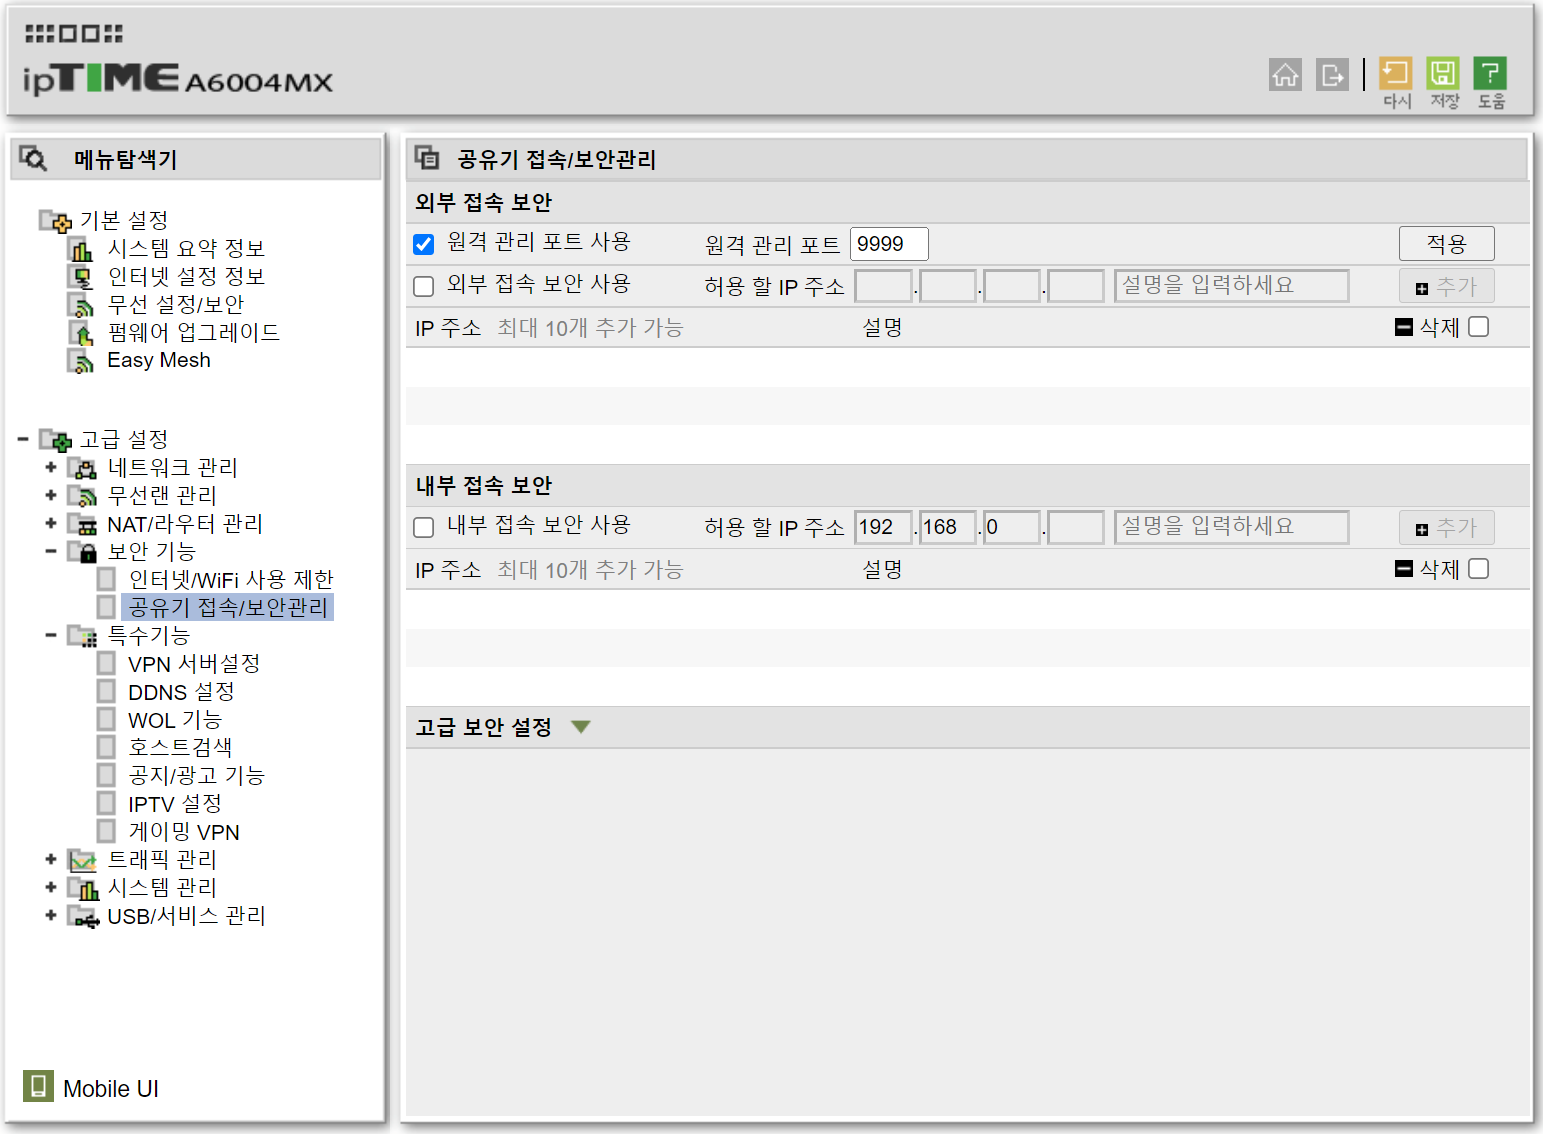 ipTIME A6004MX
다시 저장 도움
메뉴탐색기
기본 설정
시스템 요약 정보
인터넷 설정 정보
무선 설정/보안
펌웨어 업그레이드
Easy Mesh
고급 설정
네트워크 관리
무선랜 관리
NAT/라우터 관리
보안 기능
인터넷/WiFi 사용 제한
공유기 접속/보안관리
특수기능
VPN 서버설정
DDNS 설정
WOL 기능
호스트검색
공지/광고 기능
IPTV 설정
게이밍 VPN
트래픽 관리
시스템 관리
USB/서비스 관리
Mobile UI
공유기 접속/보안관리
외부 접속 보안
원격 관리 포트 사용 원격 관리 포트 9999 적용
외부 접속 보안 사용 허용 할 IP 주소 . . . 설명을 입력하세요 추가
IP 주소 최대 10개 추가 가능 설명 삭제
내부 접속 보안
내부 접속 보안 사용 허용 할 IP 주소 192 . 168 . 0 . 설명을 입력하세요 추가
IP 주소 최대 10개 추가 가능 설명 삭제
고급 보안 설정